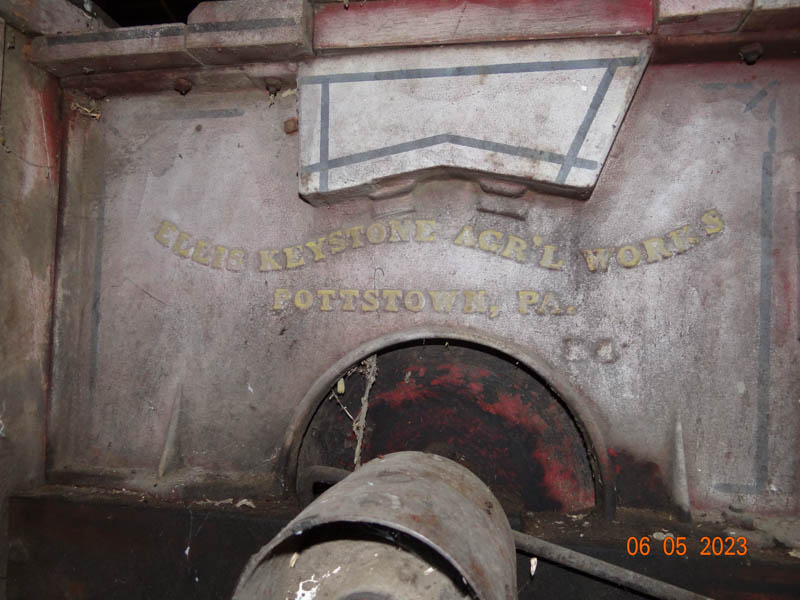 ELLIS KEYSTONE AGR'L WORKS
POTTSTOWN, PA.
06 05 2023